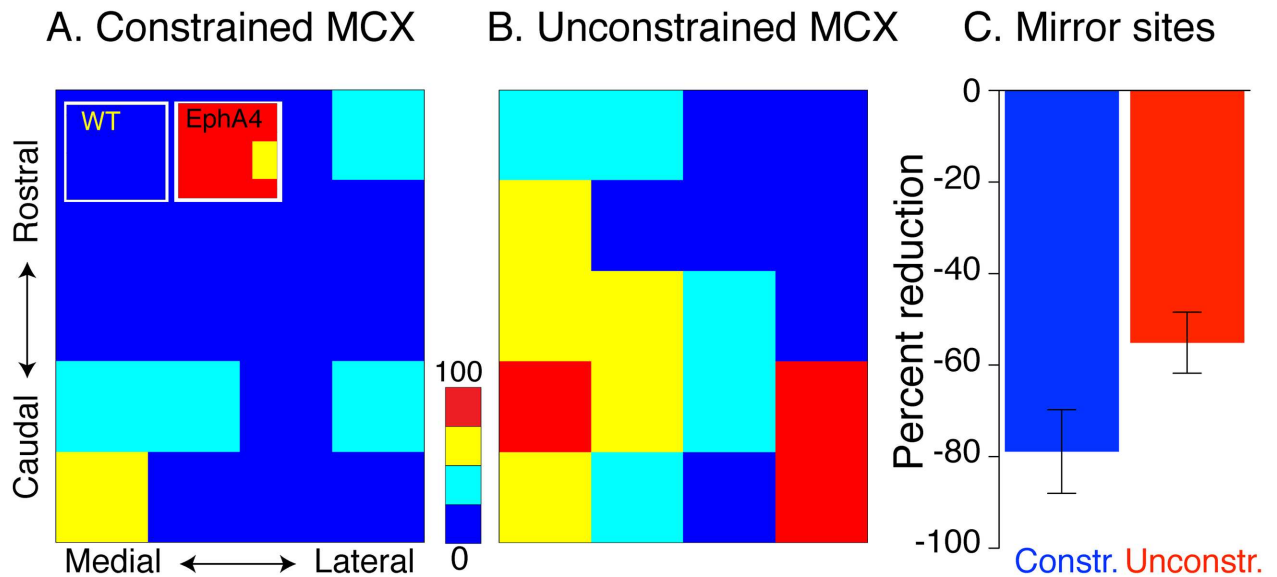 A. Constrained MCX
B. Unconstrained MCX
C. Mirror sites
WT
EphA4
Rostral
Caudal
Medial
Lateral
100
0
Percent reduction
0
-20
-40
-60
-80
-100
Constr.
Unconstr.